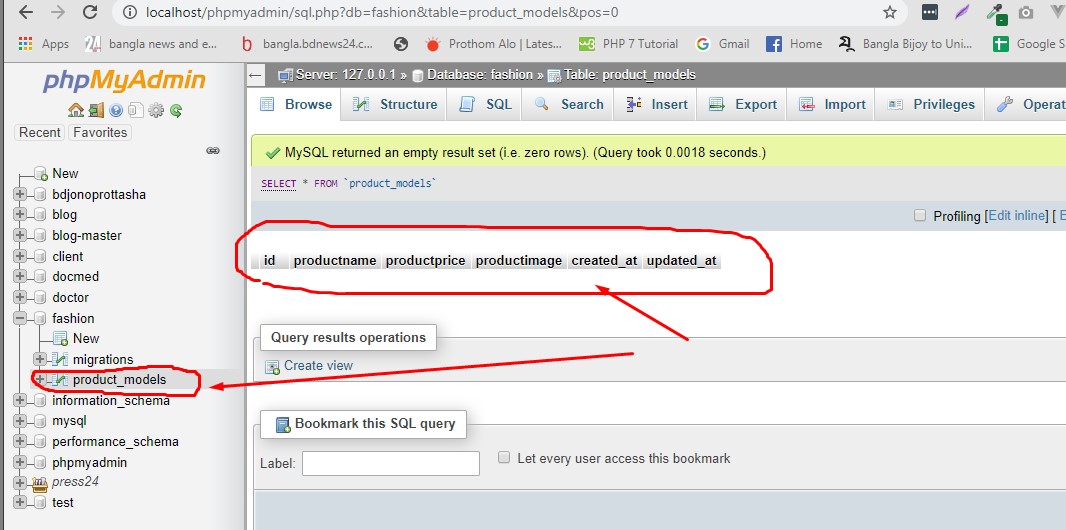 localhost/phpmyadmin/sql.php?db=fashion&table=product_models&pos=0
Apps 21 bangla news and e... b bangla.bdnews24.c... Prothom Alo | Lates... w3 PHP 7 Tutorial Gmail Home Bangla Bijoy to Uni... Google S
phpMyAdmin
Recent Favorites
New
bdjonoprottasha
blog
blog-master
client
docmed
doctor
fashion
New
migrations
product_models
information_schema
mysql
performance_schema
phpmyadmin
press24
test
Server: 127.0.0.1 » Database: fashion » Table: product_models
Browse Structure SQL Search Insert Export Import Privileges Operat
MySQL returned an empty result set (i.e. zero rows). (Query took 0.0018 seconds.)
SELECT * FROM `product_models`
Profiling [Edit inline] [ E
id productname productprice productimage created_at updated_at
Query results operations
Create view
Bookmark this SQL query
Label: Let every user access this bookmark